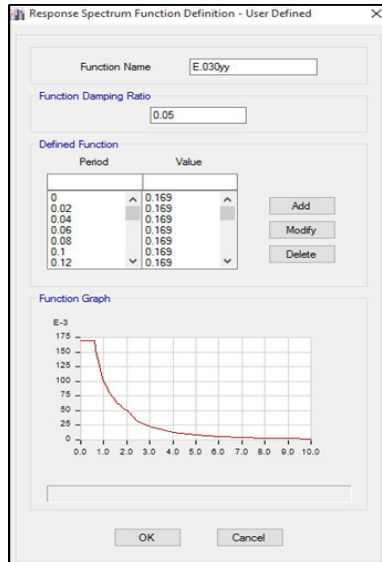 Response Spectrum Function Definition - User Defined
Function Name E.030yy
Function Damping Ratio
0.05
Defined Function
Period Value
0 0.169
0.02 0.169
0.04 0.169
0.06 0.169
0.08 0.169
0.1 0.169
0.12 0.169
Add
Modify
Delete
Function Graph
E-3
175
150
125
100
75
50
25
0
0.0 1.0 2.0 3.0 4.0 5.0 6.0 7.0 8.0 9.0 10.0
OK Cancel